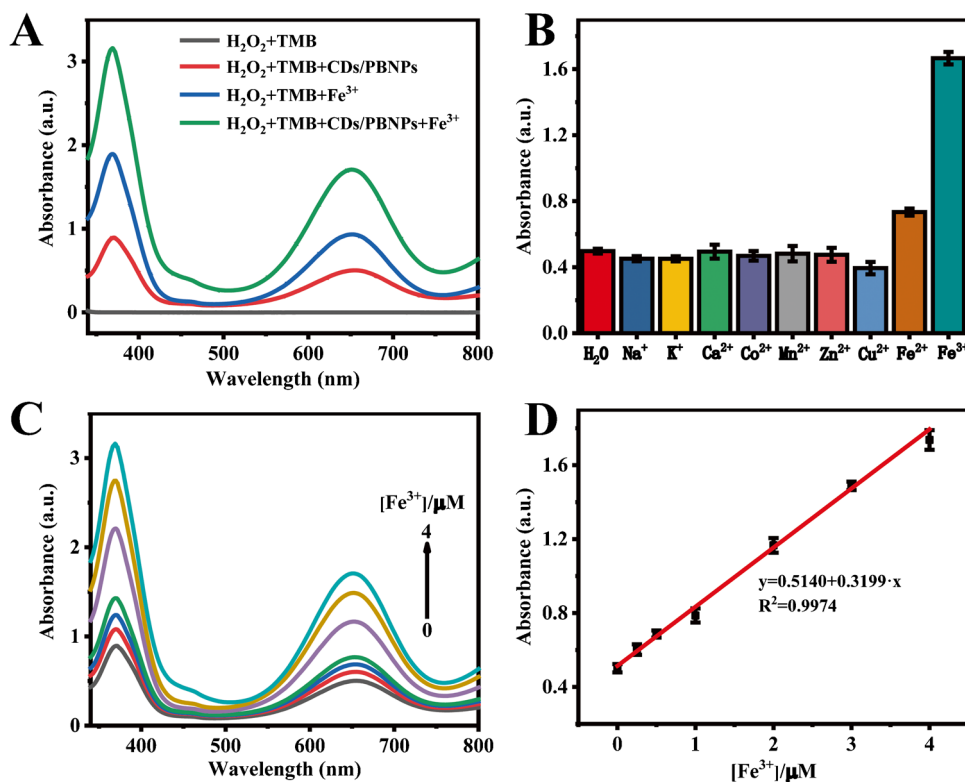 A
H₂O₂+TMB
H₂O₂+TMB+CDs/PBNPs
H₂O₂+TMB+Fe³⁺
H₂O₂+TMB+CDs/PBNPs+Fe³⁺
Absorbance (a.u.)
3
2
1
0
400 500 600 700 800
Wavelength (nm)
B
Absorbance (a.u.)
1.6
1.2
0.8
0.4
0.0
H₂O Na⁺ K⁺ Ca²⁺ Co²⁺ Mn²⁺ Zn²⁺ Cu²⁺ Fe²⁺ Fe³⁺
C
Absorbance (a.u.)
3
2
1
0
[Fe³⁺]/μM
4
0
400 500 600 700 800
Wavelength (nm)
D
Absorbance (a.u.)
1.6
1.2
0.8
0.4
y=0.5140+0.3199·x
R²=0.9974
0 1 2 3 4
[Fe³⁺]/μM